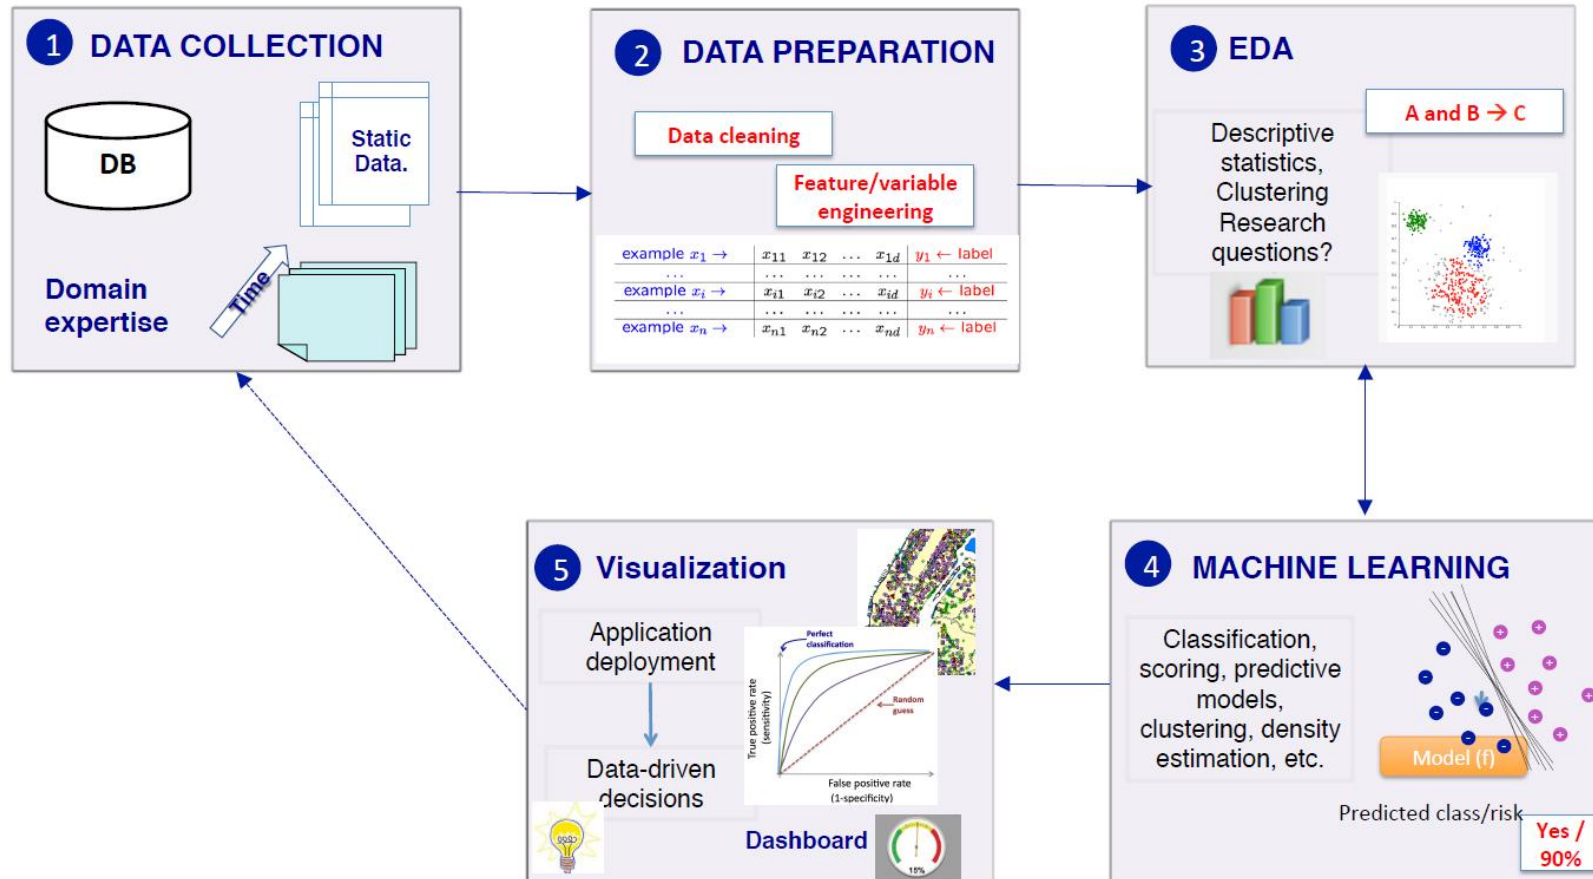 1 DATA COLLECTION
DB
Static
Data.
Time
Domain
expertise
2 DATA PREPARATION
Data cleaning
Feature/variable
engineering
example x₁ → x₁₁ x₁₂ … x₁d y₁ ← label
… … … … … …
example xᵢ → xᵢ₁ xᵢ₂ … xᵢd yᵢ ← label
… … … … … …
example xₙ → xₙ₁ xₙ₂ … xₙd yₙ ← label
3 EDA
A and B → C
Descriptive
statistics,
Clustering
Research
questions?
4 MACHINE LEARNING
Classification,
scoring, predictive
models,
clustering, density
estimation, etc.
Model (f)
Predicted class/risk
Yes /
90%
5 Visualization
Application
deployment
Data-driven
decisions
Perfect
classification
Random
guess
True positive rate
(sensitivity)
False positive rate
(1-specificity)
Dashboard
15%